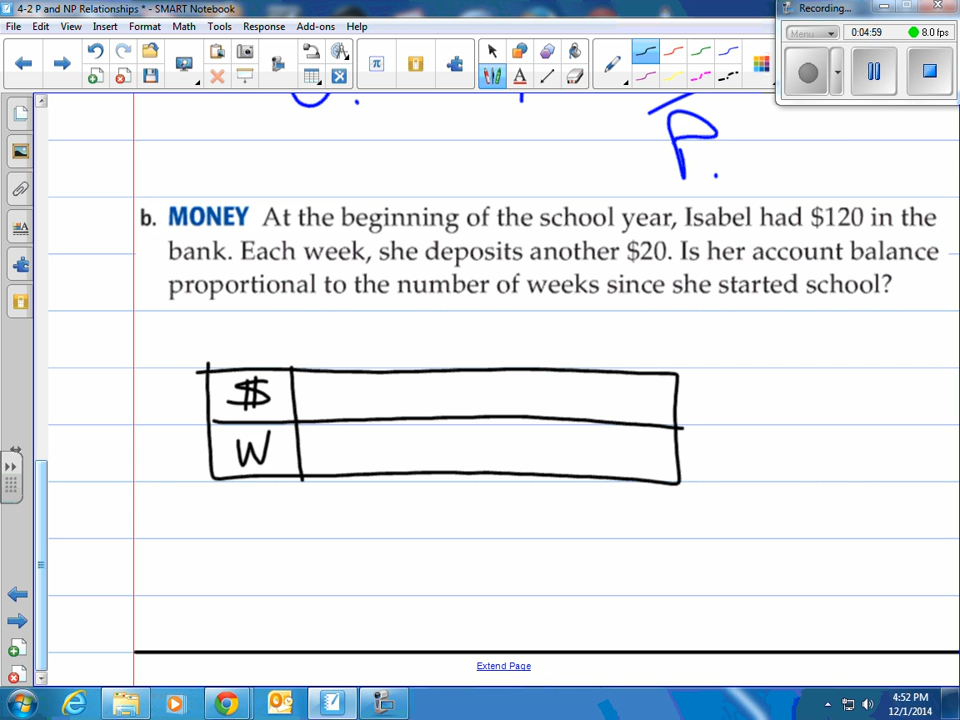 4-2 P and NP Relationships * - SMART Notebook
Recording...
File Edit View Insert Format Math Tools Response Add-ons Help
Menu 0:04:59 8.0 fps
P.
b. MONEY At the beginning of the school year, Isabel had $120 in the
bank. Each week, she deposits another $20. Is her account balance
proportional to the number of weeks since she started school?
$
W
Extend Page
4:52 PM
12/1/2014